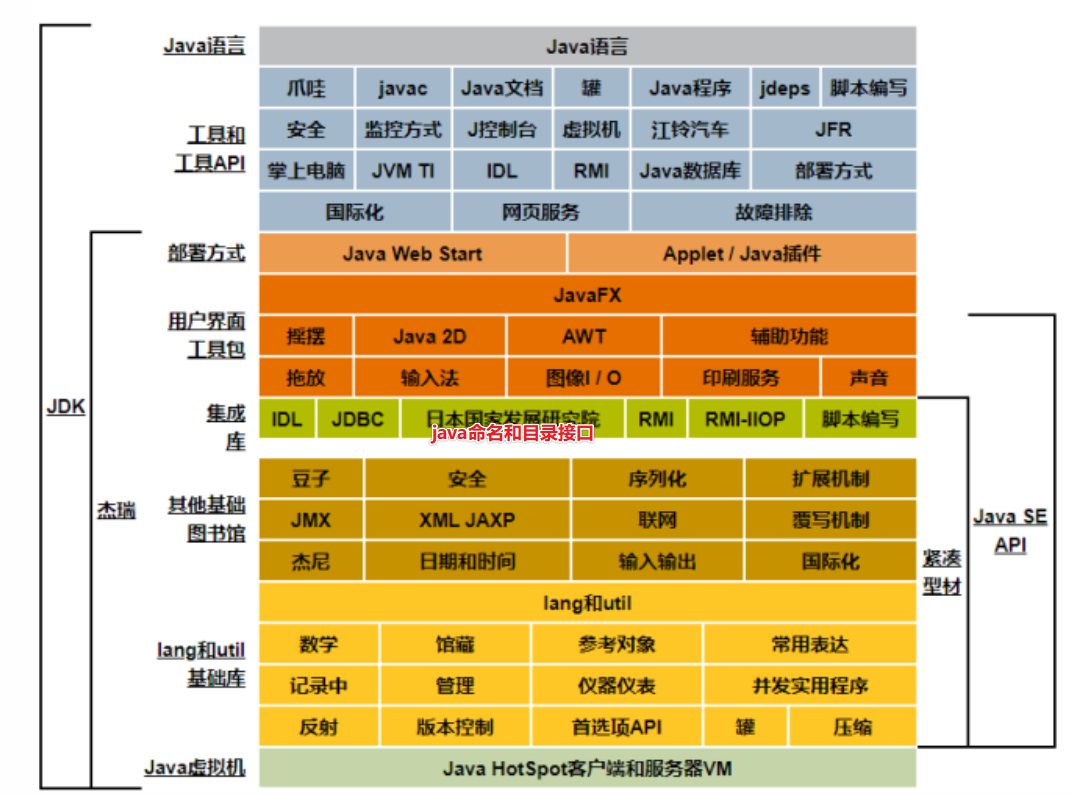 Java语言 Java语言
爪哇 javac Java文档 罐 Java程序 jdeps 脚本编写
工具和
工具API
安全 监控方式 J控制台 虚拟机 江铃汽车 JFR
掌上电脑 JVM TI IDL RMI Java数据库 部署方式
国际化 网页服务 故障排除
部署方式 Java Web Start Applet / Java插件
JavaFX
用户界面
工具包
摇摆 Java 2D AWT 辅助功能
拖放 输入法 图像I / O 印刷服务 声音
JDK
集成
库
IDL JDBC 日本国家发展研究院 RMI RMI-IIOP 脚本编写
java命名和目录接口
豆子 安全 序列化 扩展机制
杰瑞
其他基础
图书馆
JMX XML JAXP 联网 覆写机制
Java SE
API
杰尼 日期和时间 输入输出 国际化
紧凑
型材
lang和util
lang和util
基础库
数学 馆藏 参考对象 常用表达
记录中 管理 仪器仪表 并发实用程序
反射 版本控制 首选项API 罐 压缩
Java虚拟机 Java HotSpot客户端和服务器VM